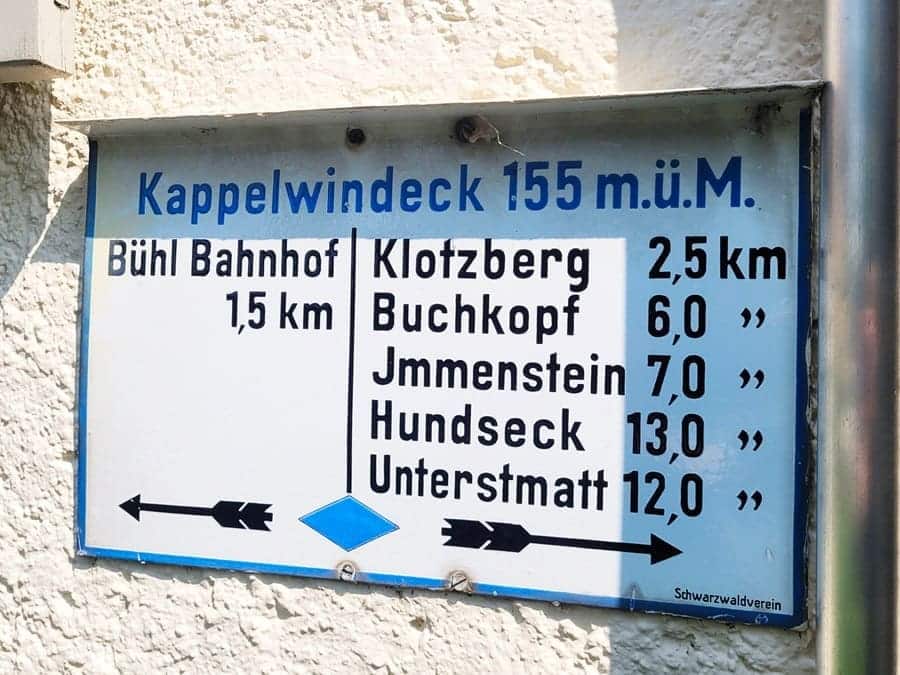 Kappelwindeck 155 m.ü.M.
Bühl Bahnhof
1,5 km
Klotzberg 2,5 km
Buchkopf 6,0 ”
Jmmenstein 7,0 ”
Hundseck 13,0 ”
Unterstmatt 12,0 ”
Schwarzwaldverein